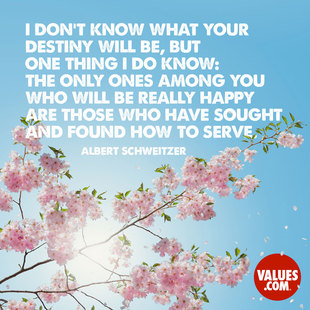 I DON'T KNOW WHAT YOUR
DESTINY WILL BE, BUT
ONE THING I DO KNOW:
THE ONLY ONES AMONG YOU
WHO WILL BE REALLY HAPPY
ARE THOSE WHO HAVE SOUGHT
AND FOUND HOW TO SERVE.
ALBERT SCHWEITZER
VALUES
.COM